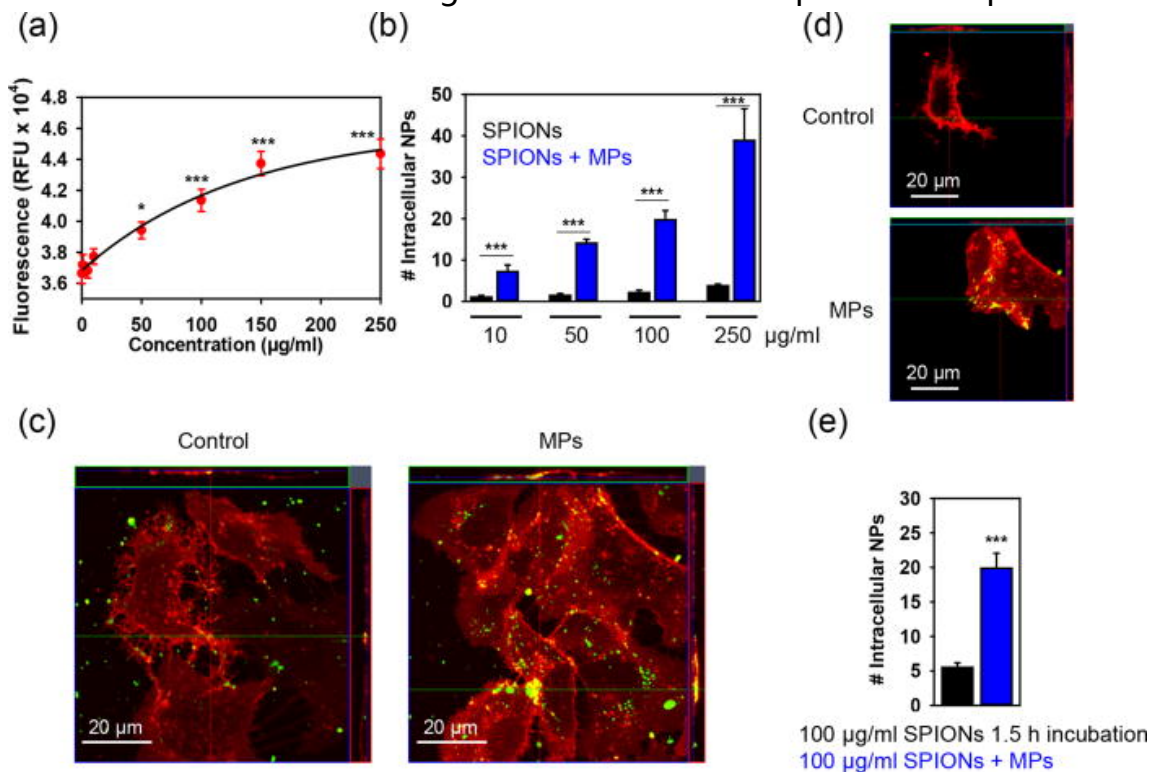 (a)
Fluorescence (RFU x 10⁴)
4.8
4.6
4.4
4.2
4.0
3.8
3.6
*
***
***
***
0 50 100 150 200 250
Concentration (µg/ml)
(b)
# Intracellular NPs
50
40
30
20
10
0
SPIONs
SPIONs + MPs
***
***
***
***
10 50 100 250 µg/ml
(d)
Control
20 µm
MPs
20 µm
(c)
Control MPs
20 µm 20 µm
(e)
# Intracellular NPs
30
25
20
15
10
5
0
***
100 µg/ml SPIONs 1.5 h incubation
100 µg/ml SPIONs + MPs